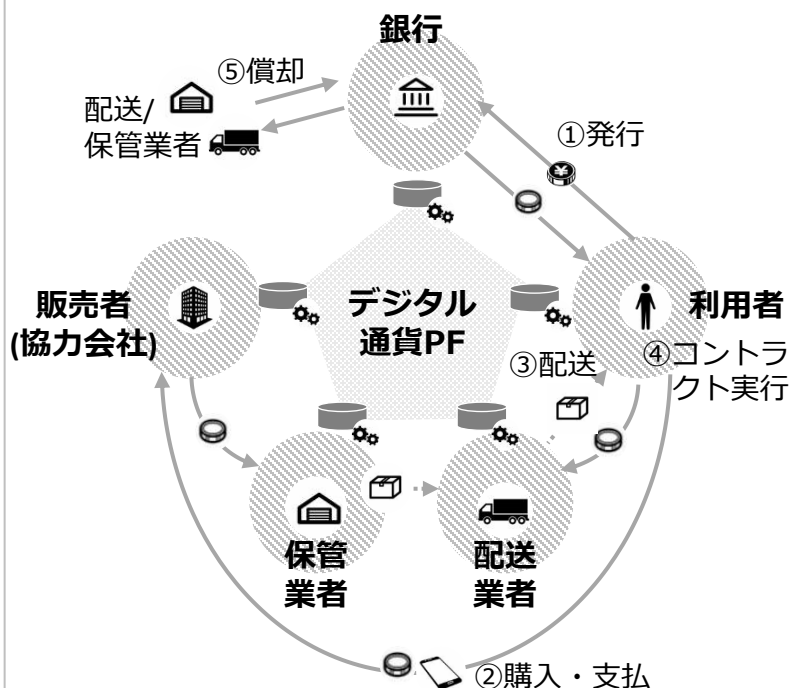 銀行
⑤償却
配送/
保管業者
①発行
販売者
(協力会社)
デジタル
通貨PF
利用者
③配送
④コントラ
クト実行
保管
業者
配送
業者
②購入・支払